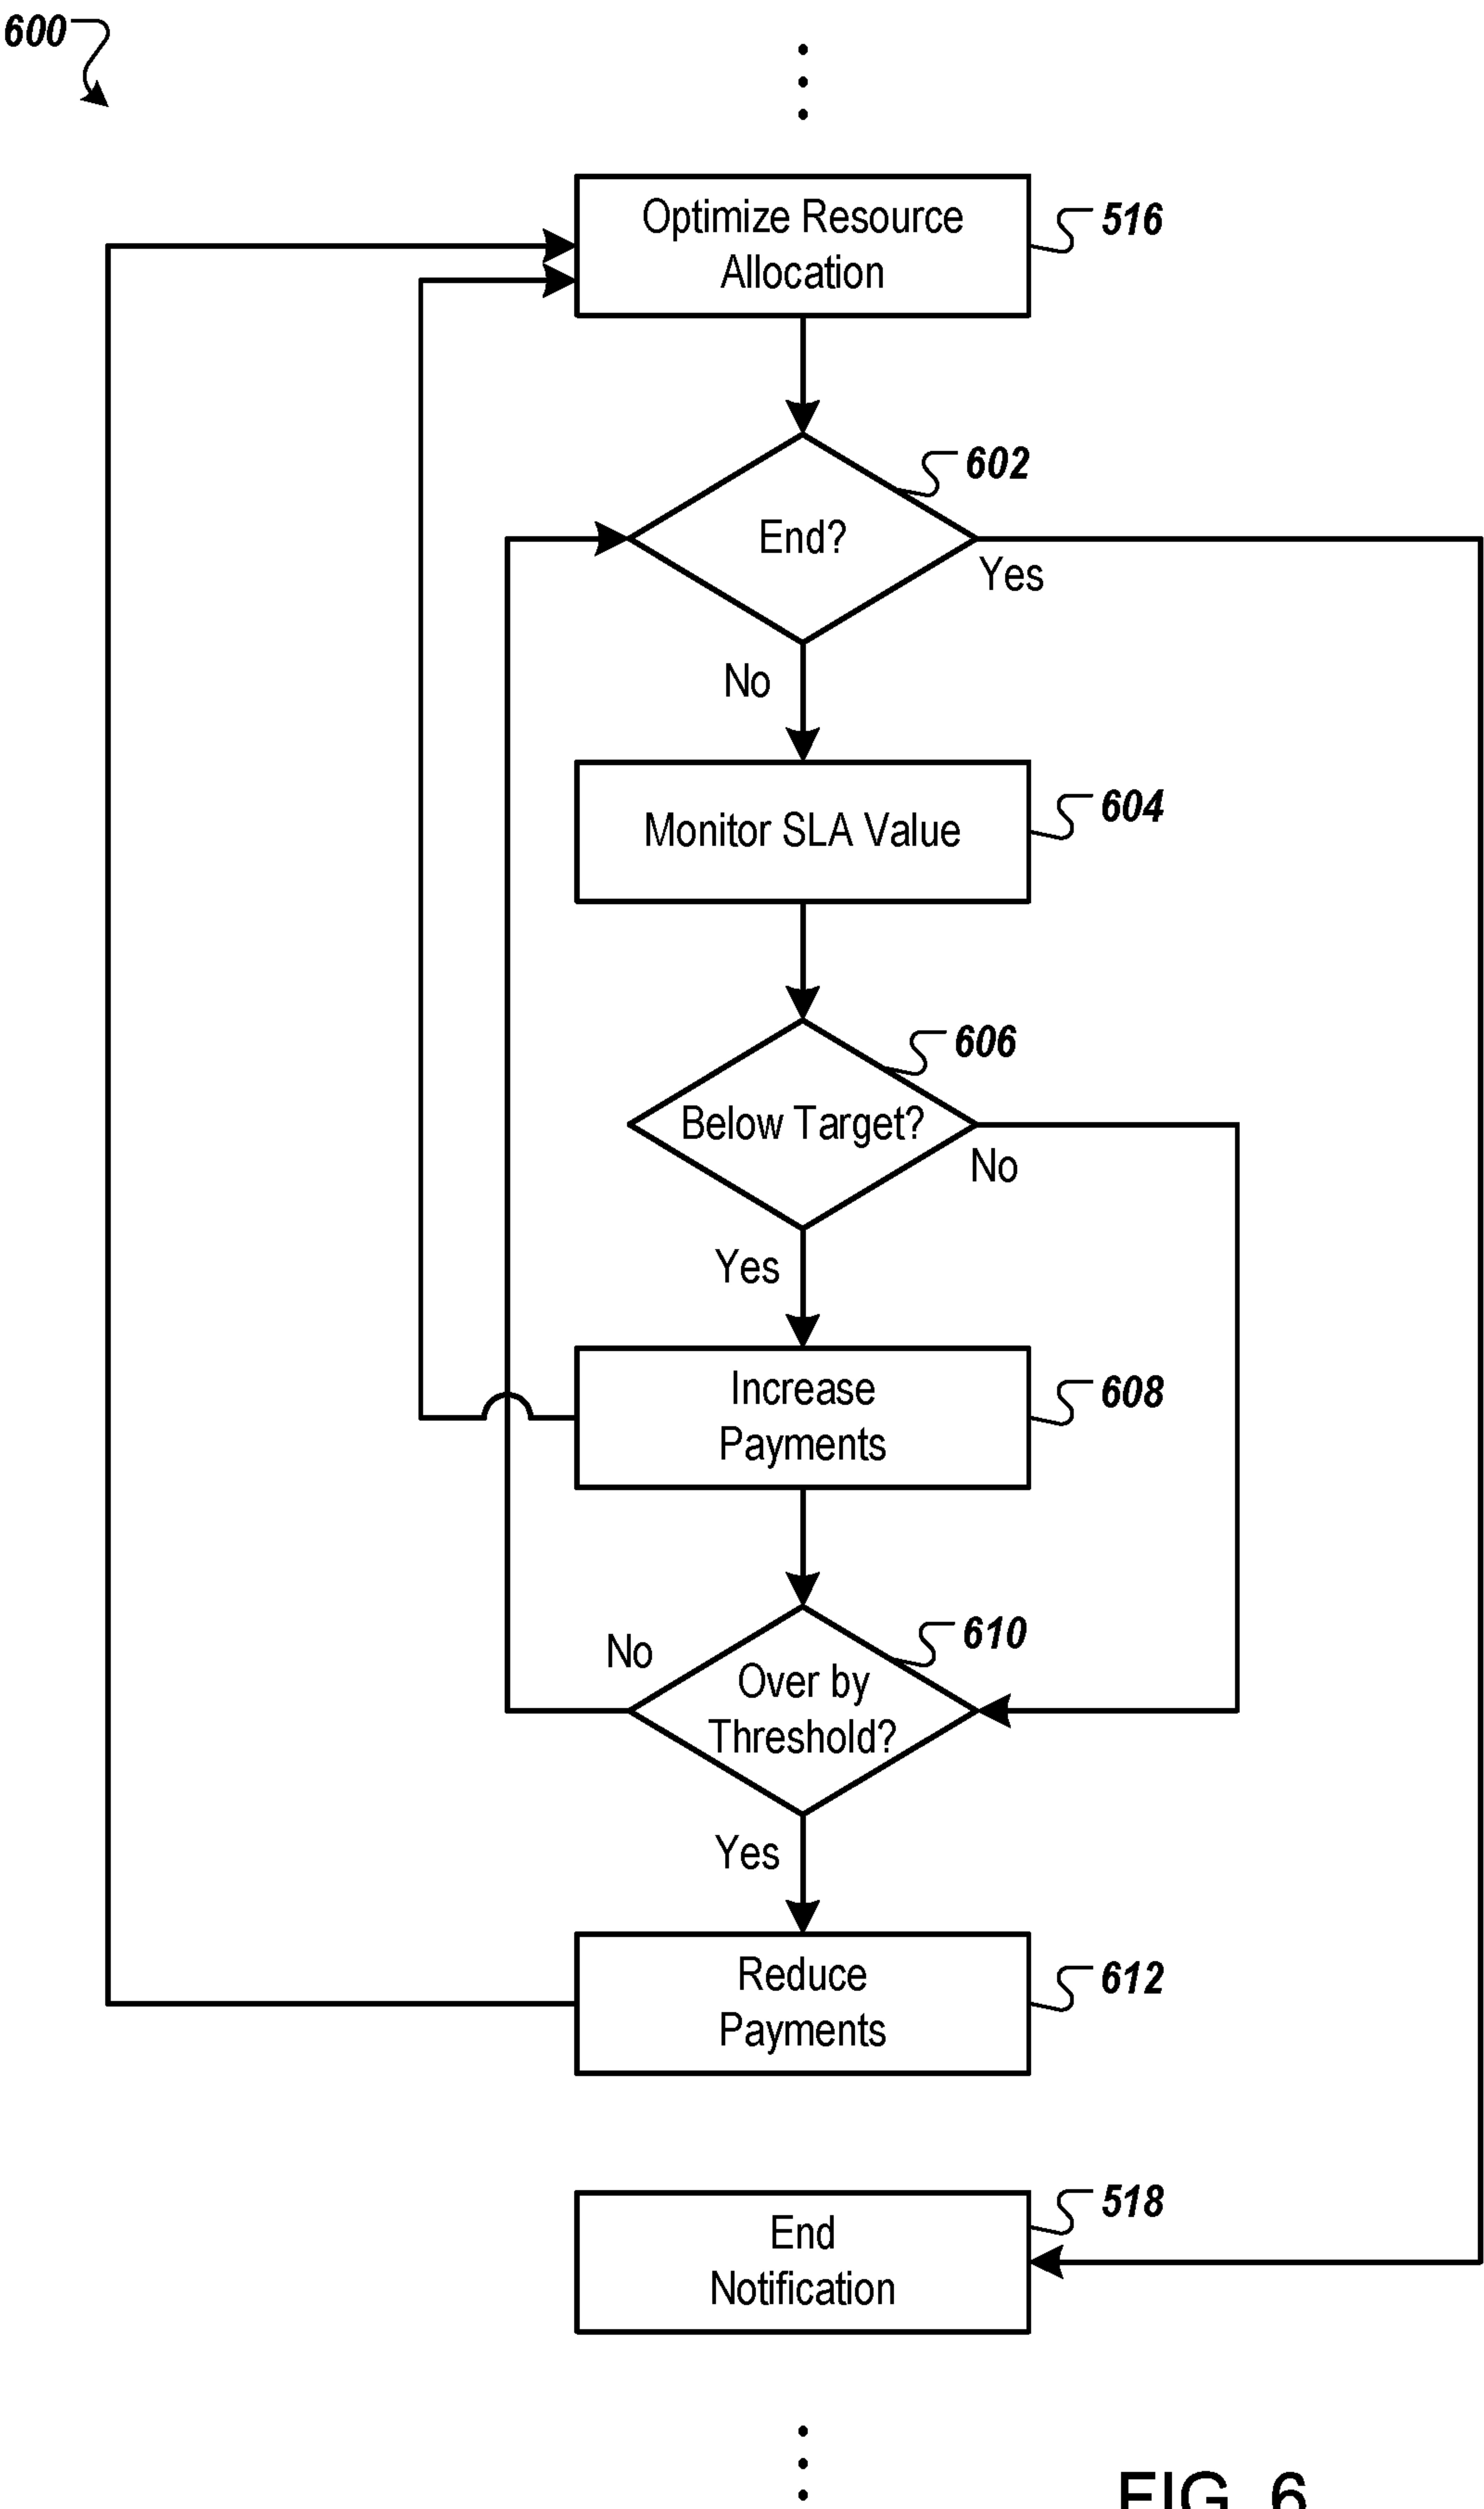 600
Optimize Resource
Allocation
516
602
End?
Yes
No
Monitor SLA Value
604
606
Below Target?
No
Yes
Increase
Payments
608
610
No
Over by
Threshold?
Yes
Reduce
Payments
612
518
End
Notification
FIG. 6